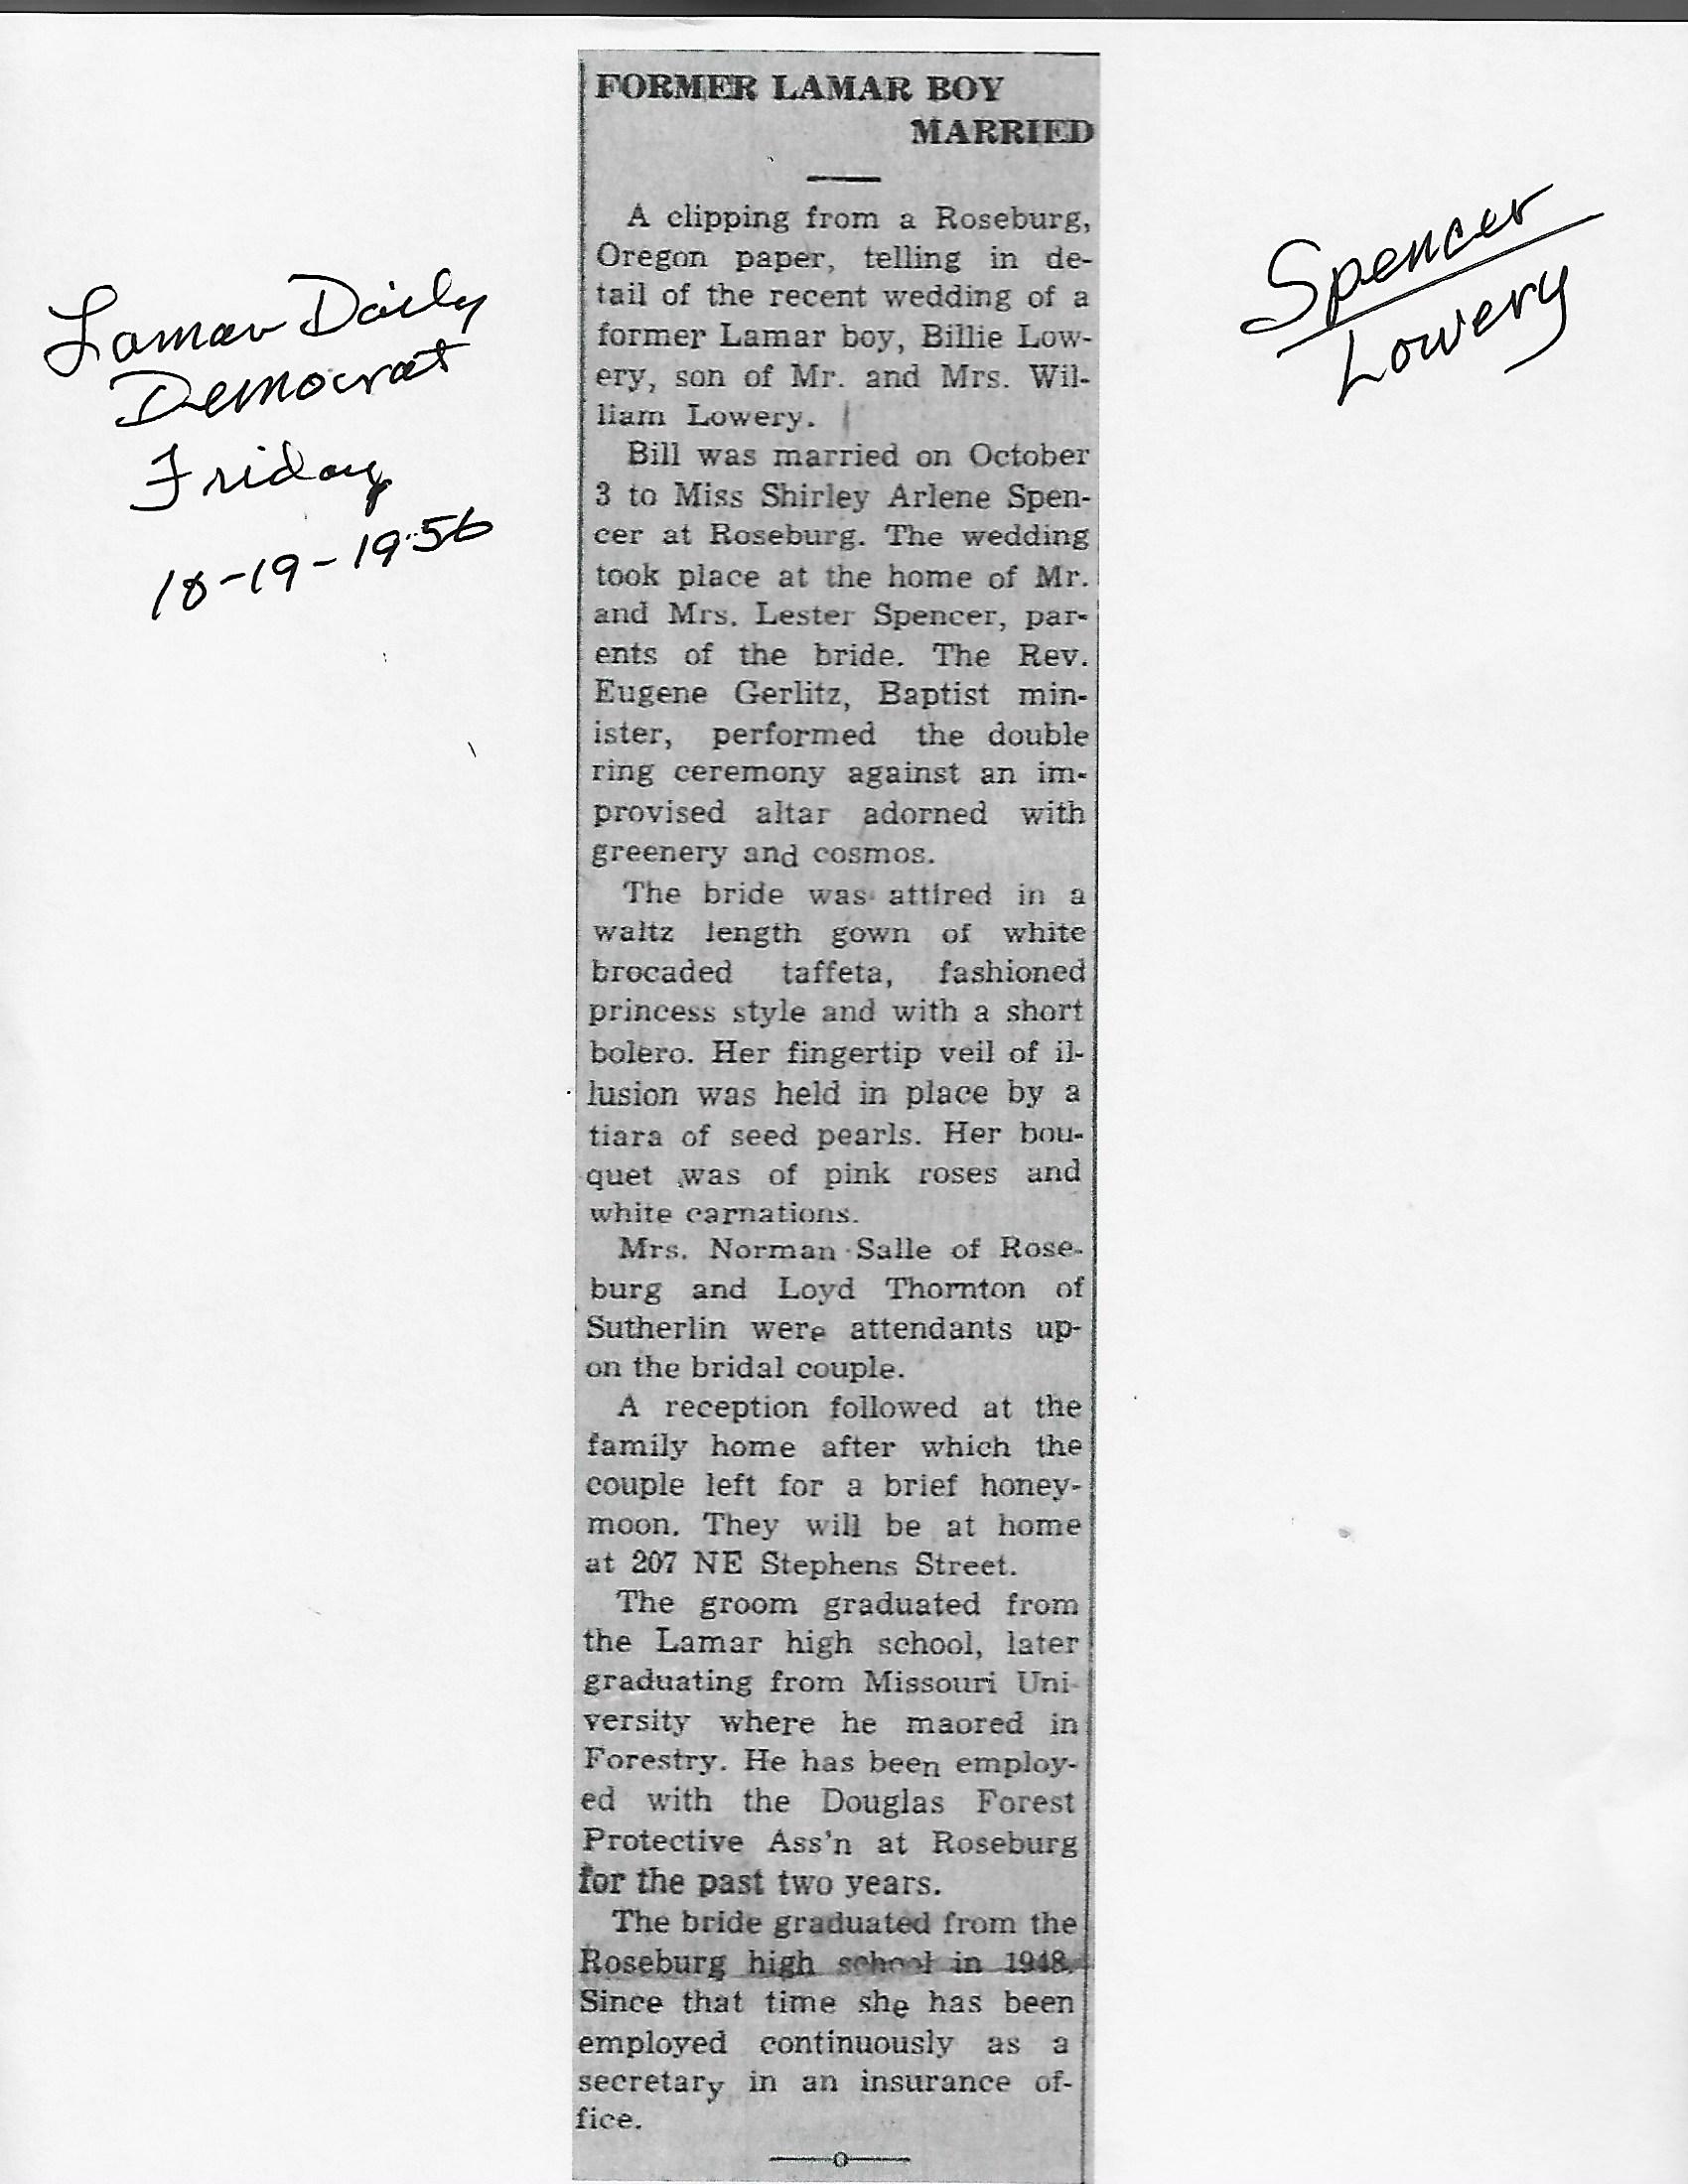 FORMER LAMAR BOY
MARRIED
A clipping from a Roseburg,
Oregon paper, telling in de-
tail of the recent wedding of a
former Lamar boy, Billie Low-
ery, son of Mr. and Mrs. Wil-
liam Lowery.
Bill was married on October
3 to Miss Shirley Arlene Spen-
cer at Roseburg. The wedding
took place at the home of Mr.
and Mrs. Lester Spencer, par-
ents of the bride. The Rev.
Eugene Gerlitz, Baptist min-
ister, performed the double
ring ceremony against an im-
provised altar adorned with
greenery and cosmos.
The bride was attired in a
waltz length gown of white
brocaded taffeta, fashioned
princess style and with a short
bolero. Her fingertip veil of il-
lusion was held in place by a
tiara of seed pearls. Her bou-
quet was of pink roses and
white carnations.
Mrs. Norman Salle of Rose-
burg and Loyd Thornton of
Sutherlin were attendants up-
on the bridal couple.
A reception followed at the
family home after which the
couple left for a brief honey-
moon. They will be at home
at 207 NE Stephens Street.
The groom graduated from
the Lamar high school, later
graduating from Missouri Uni-
versity where he maored in
Forestry. He has been employ-
ed with the Douglas Forest
Protective Ass'n at Roseburg
for the past two years.
The bride graduated from the
Roseburg high school in 1948.
Since that time she has been
employed continuously as a
secretary in an insurance of-
fice.
Lamar Daily
Democrat
Friday
10-19-1956
Spencer
Lowery